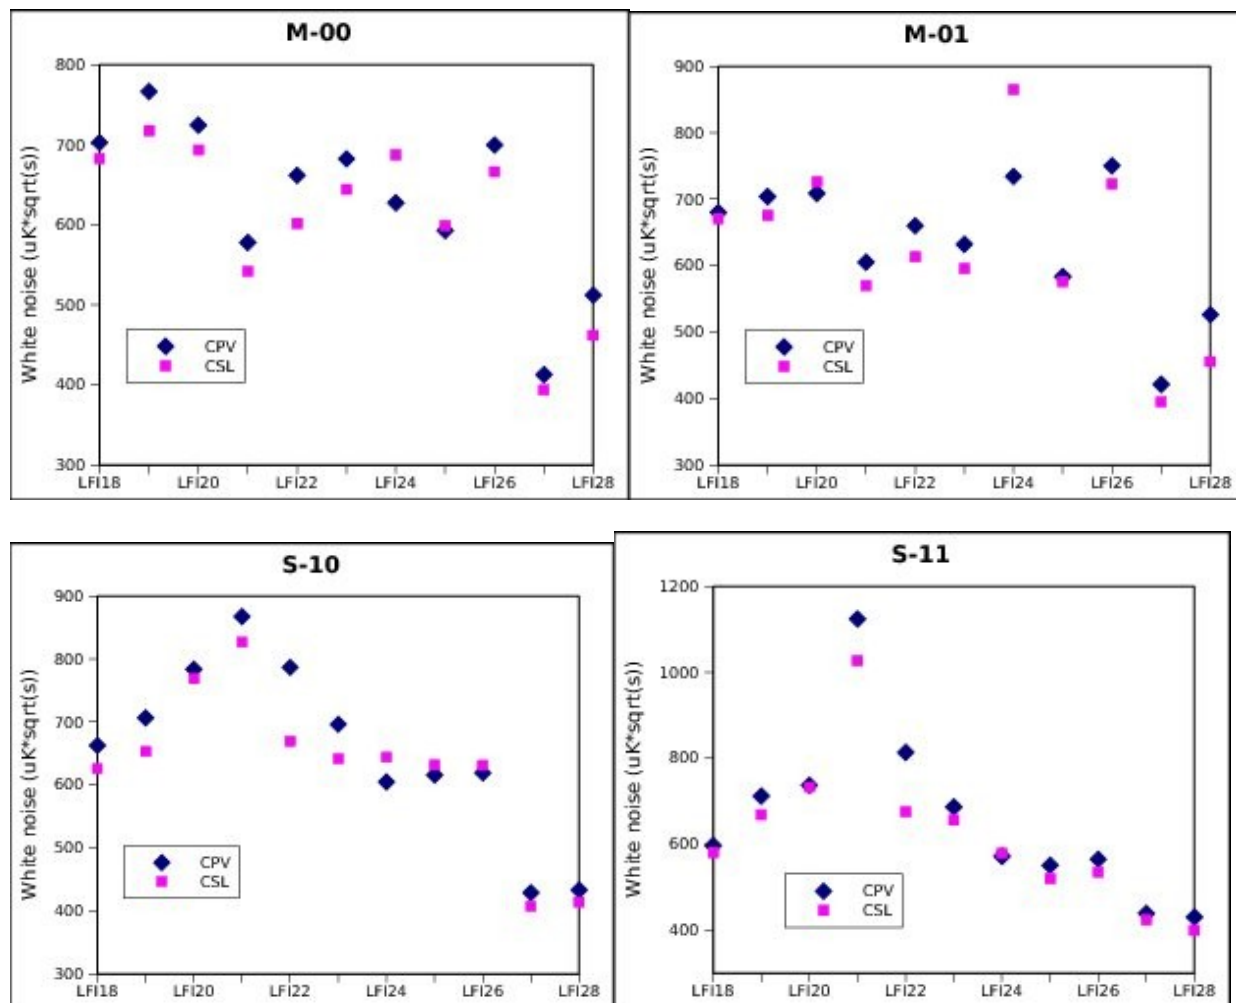 M-00
White noise (uK*sqrt(s))
800
700
600
500
400
300
CPV
CSL
LFI18 LFI20 LFI22 LFI24 LFI26 LFI28
M-01
White noise (uK*sqrt(s))
900
800
700
600
500
400
300
CPV
CSL
LFI18 LFI20 LFI22 LFI24 LFI26 LFI28
S-10
White noise (uK*sqrt(s))
900
800
700
600
500
400
300
CPV
CSL
LFI18 LFI20 LFI22 LFI24 LFI26 LFI28
S-11
White noise (uK*sqrt(s))
1200
1000
800
600
400
CPV
CSL
LFI18 LFI20 LFI22 LFI24 LFI26 LFI28